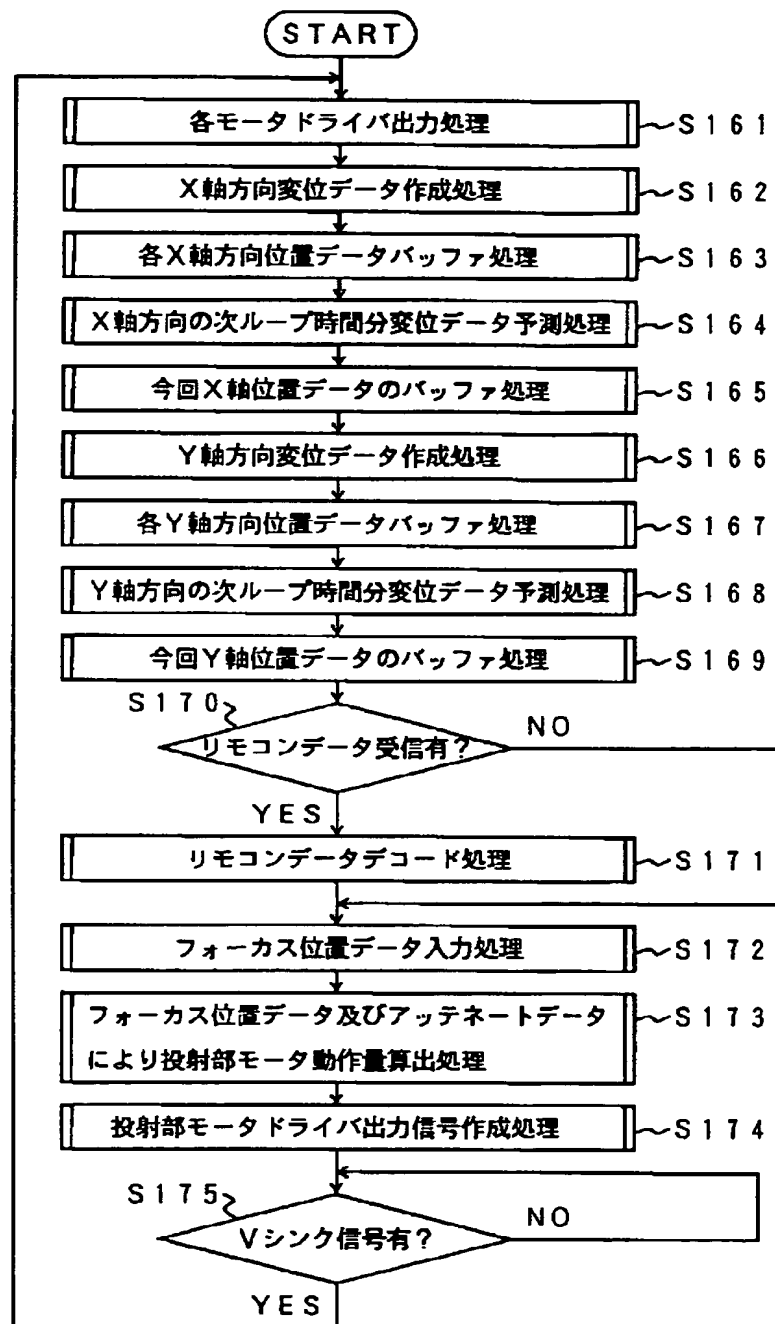 START
各モータドライバ出力処理
S161
X軸方向変位データ作成処理
S162
各X軸方向位置データバッファ処理
S163
X軸方向の次ループ時間分変位データ予測処理
S164
今回X軸位置データのバッファ処理
S165
Y軸方向変位データ作成処理
S166
各Y軸方向位置データバッファ処理
S167
Y軸方向の次ループ時間分変位データ予測処理
S168
今回Y軸位置データのバッファ処理
S169
S170
リモコンデータ受信有?
NO
YES
リモコンデータデコード処理
S171
フォーカス位置データ入力処理
S172
フォーカス位置データ及びアッテネートデータ
により投射部モータ動作量算出処理
S173
投射部モータドライバ出力信号作成処理
S174
S175
Vシンク信号有?
NO
YES